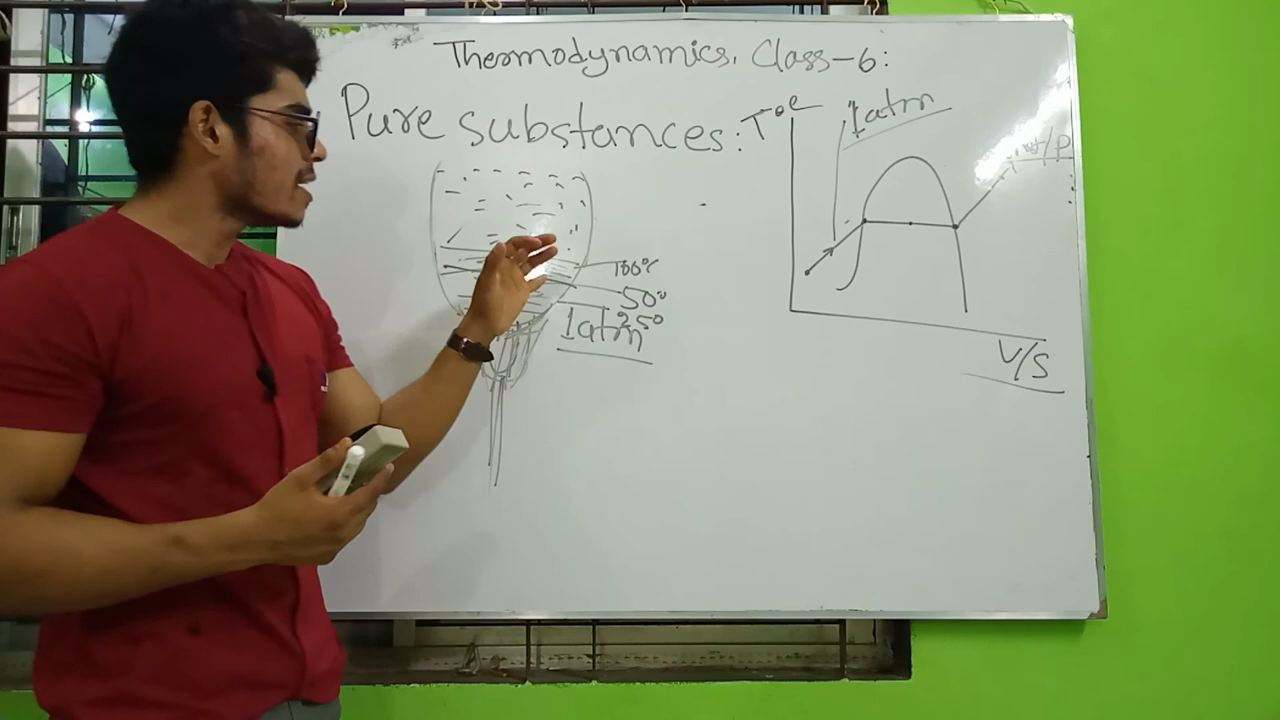 Thermodynamics, Class-6:
Pure substances:
T°C
1atm
100°
50°
25°
1atm
V/S